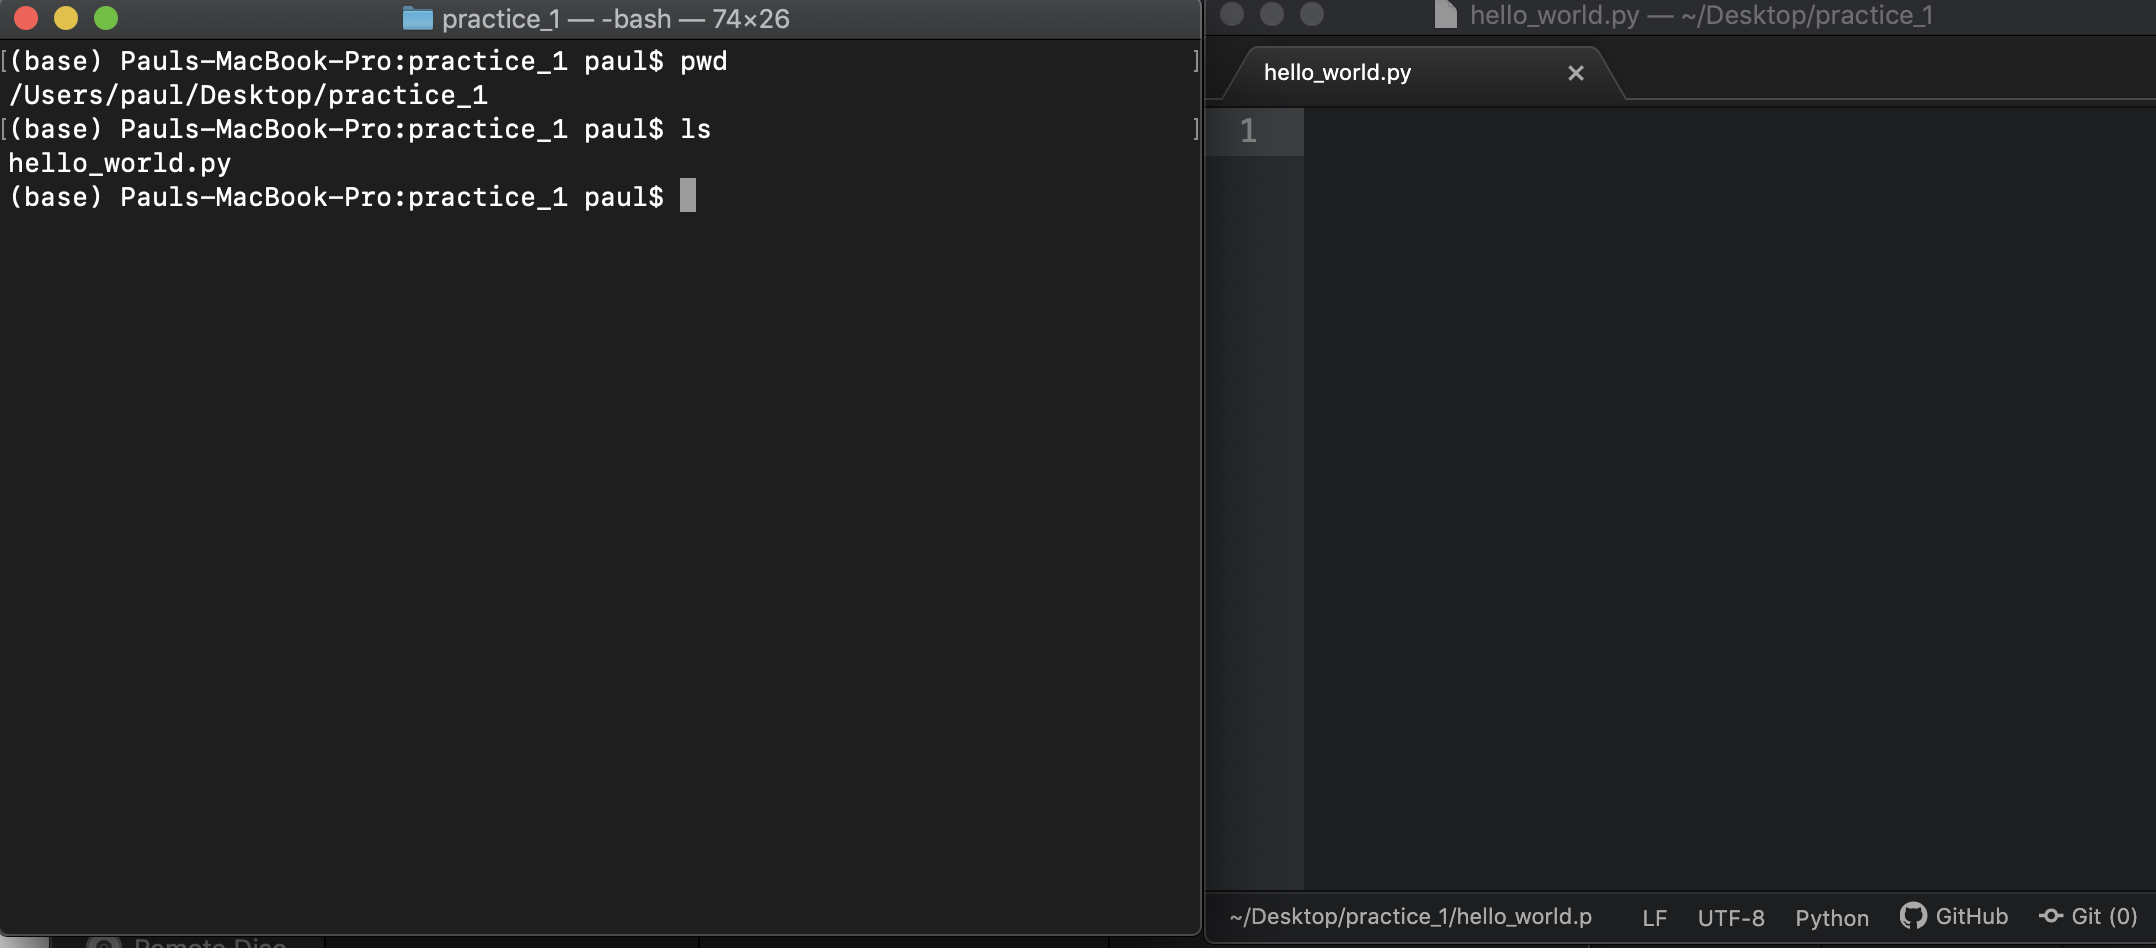 practice_1 — -bash — 74×26
[(base) Pauls-MacBook-Pro:practice_1 paul$ pwd ]
/Users/paul/Desktop/practice_1
[(base) Pauls-MacBook-Pro:practice_1 paul$ ls ]
hello_world.py
(base) Pauls-MacBook-Pro:practice_1 paul$
hello_world.py — ~/Desktop/practice_1
hello_world.py
1
~/Desktop/practice_1/hello_world.p LF UTF-8 Python GitHub Git (0)
Remote Disc